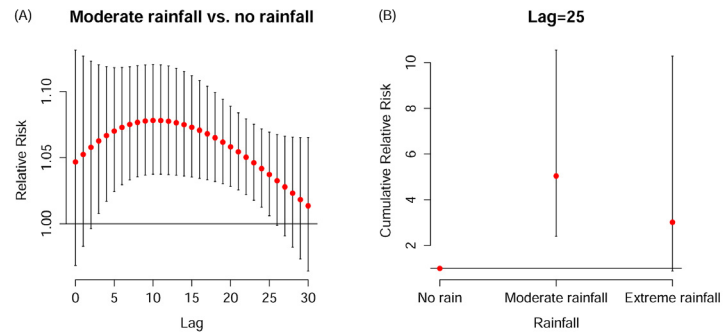 (A) Moderate rainfall vs. no rainfall
Relative Risk
1.10
1.05
1.00
0 5 10 15 20 25 30
Lag
(B) Lag=25
Cumulative Relative Risk
10
8
6
4
2
No rain Moderate rainfall Extreme rainfall
Rainfall